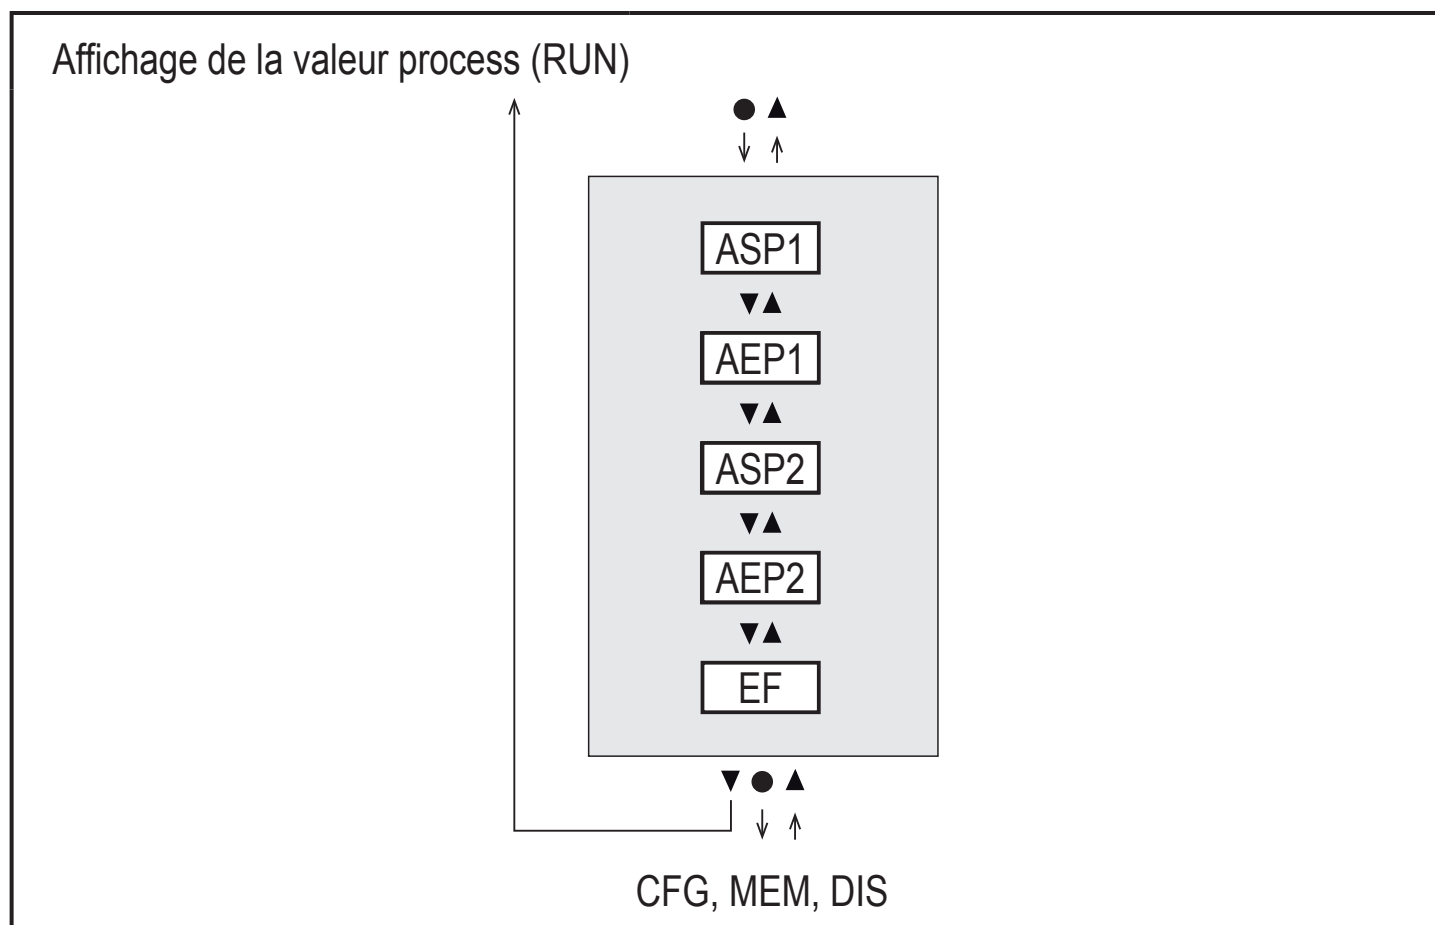 Affichage de la valeur process (RUN)
ASP1
AEP1
ASP2
AEP2
EF
CFG, MEM, DIS